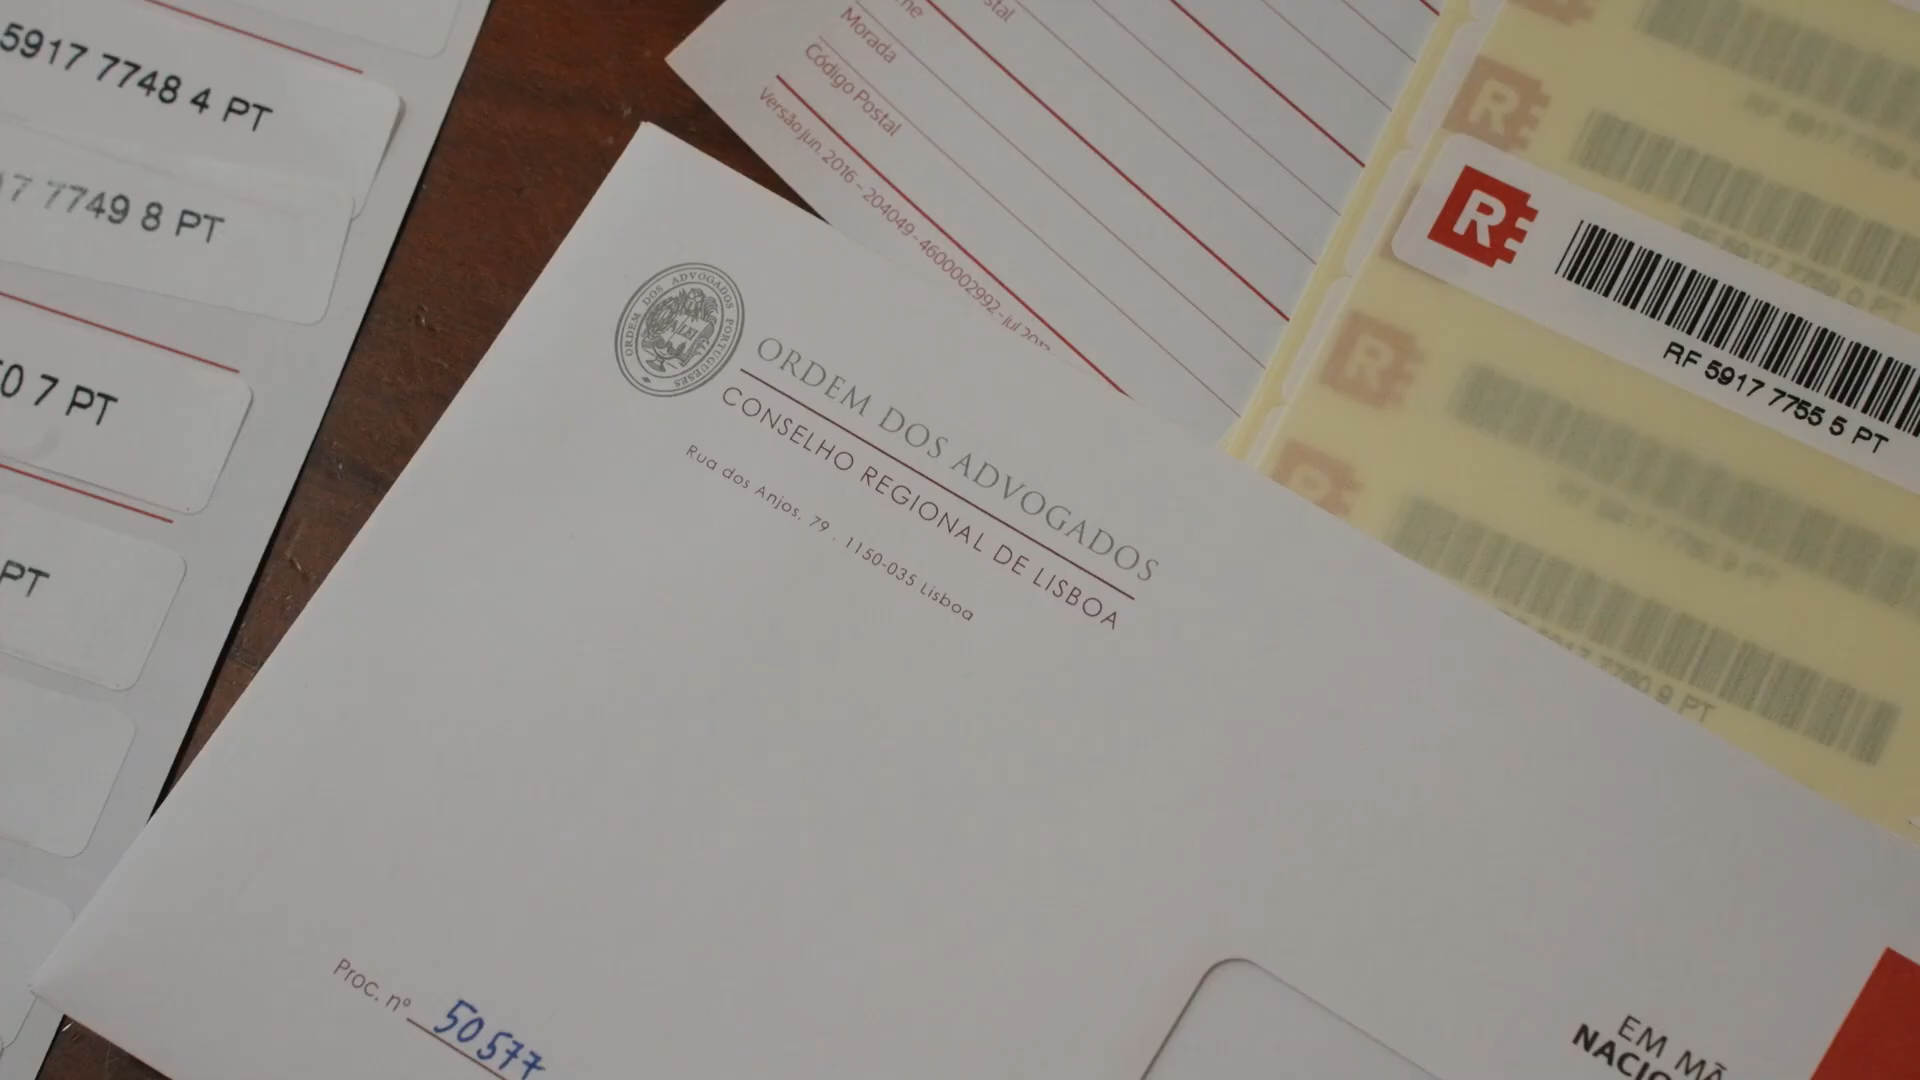 5917 7748 4 PT
7749 8 PT
0 7 PT
PT
Morada
Código Postal
Versão jun. 2016 - 204049 - 4600002992 - jul
R
RF 5917 7755 5 PT
ORDEM DOS ADVOGADOS PORTUGUESES
LEI
ORDEM DOS ADVOGADOS
CONSELHO REGIONAL DE LISBOA
Rua dos Anjos, 79 . 1150-035 Lisboa
Proc. nº 50577
EM MÃ
NACIO